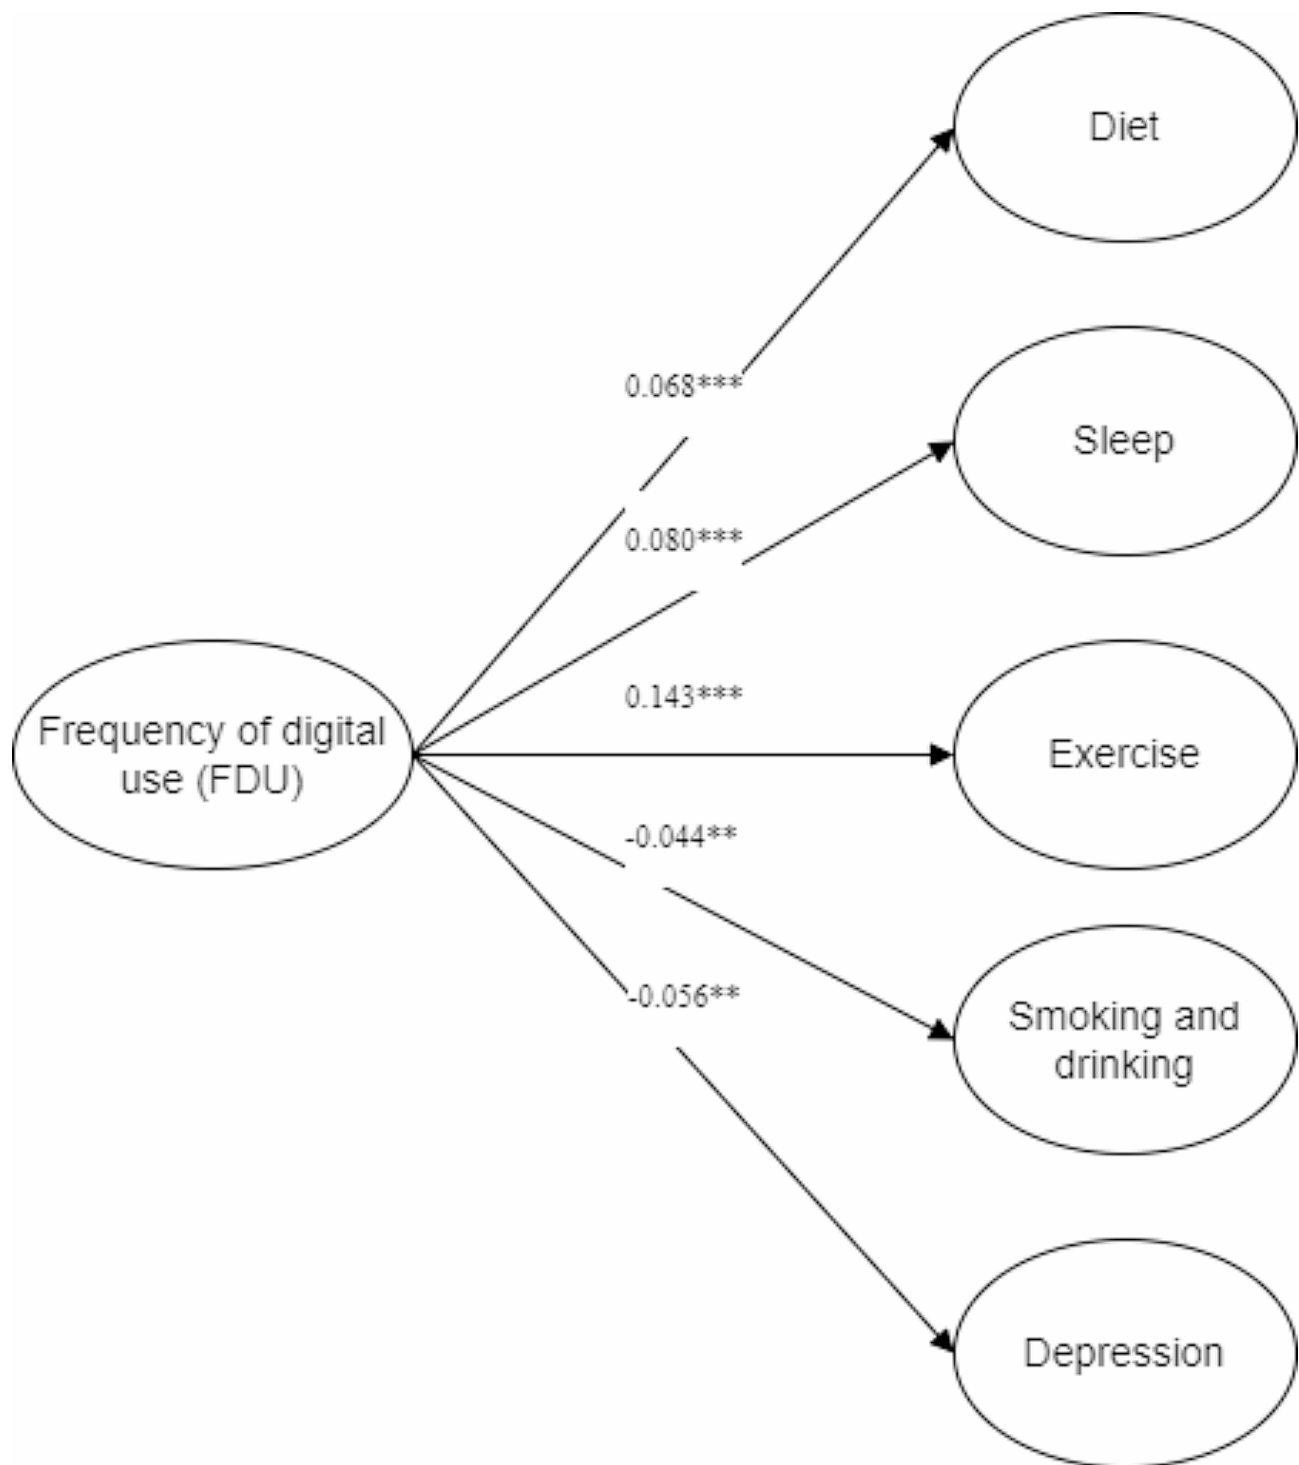 Diet
0.068***
Sleep
0.080***
0.143***
Frequency of digital
use (FDU)
Exercise
-0.044**
-0.056**
Smoking and
drinking
Depression